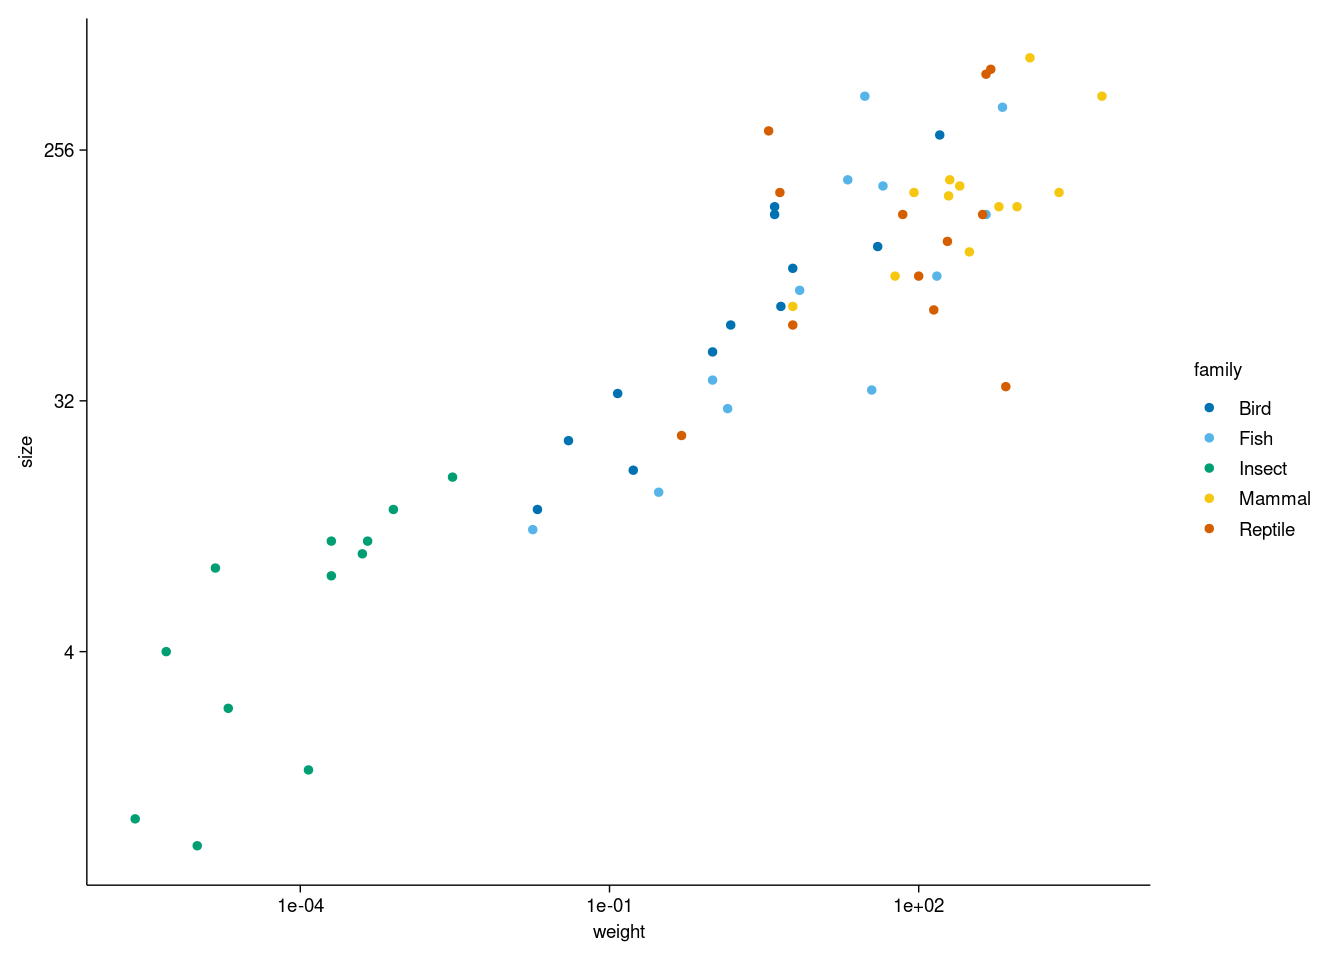 256
32
4
size
1e-04
1e-01
1e+02
weight
family
Bird
Fish
Insect
Mammal
Reptile